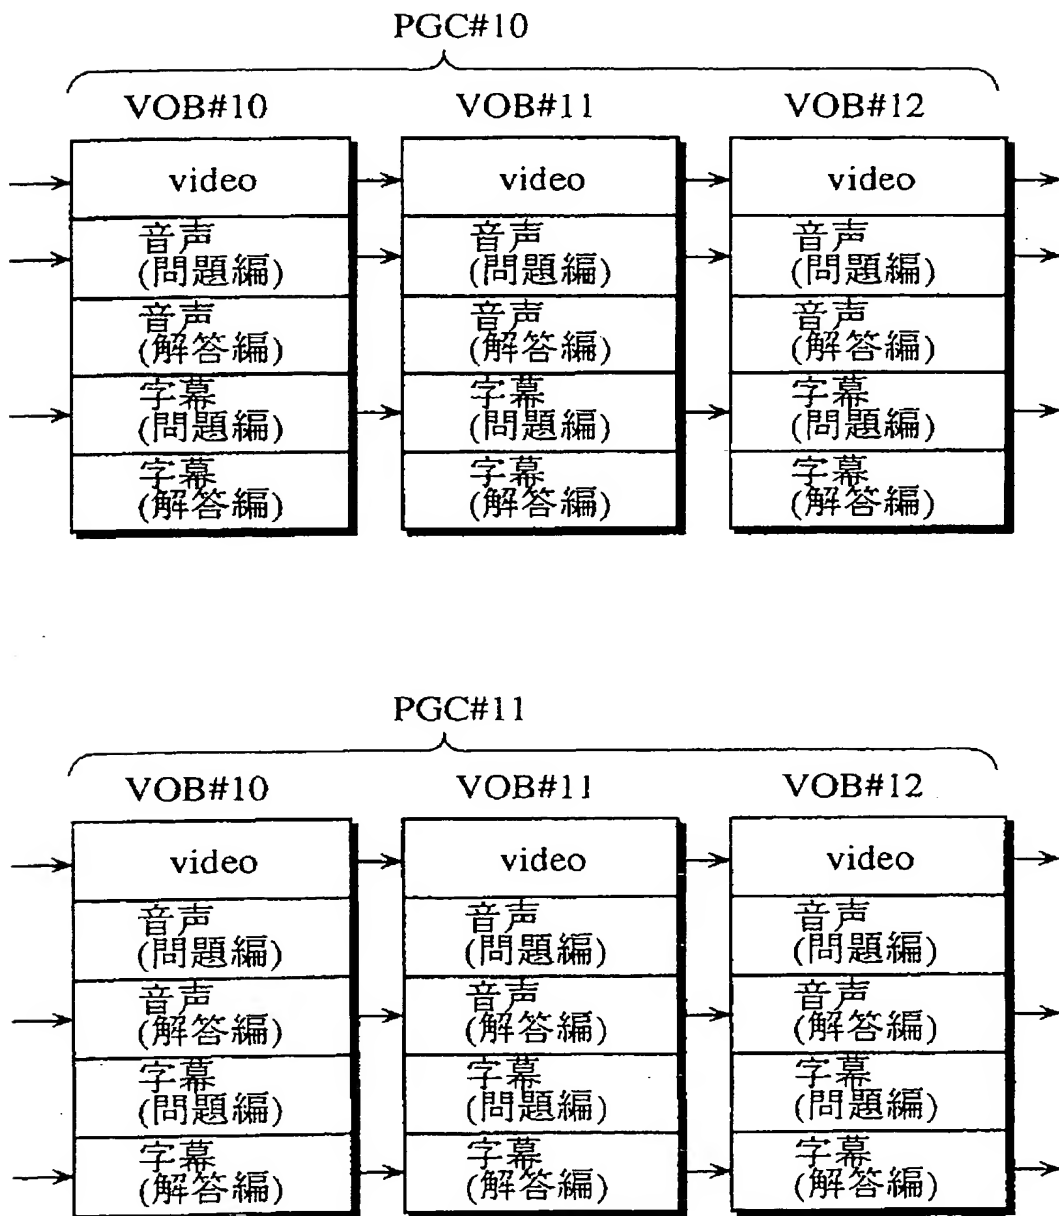 PGC#10
VOB#10
VOB#11
VOB#12
video
video
video
音声
(問題編)
音声
(問題編)
音声
(問題編)
音声
(解答編)
音声
(解答編)
音声
(解答編)
字幕
(問題編)
字幕
(問題編)
字幕
(問題編)
字幕
(解答編)
字幕
(解答編)
字幕
(解答編)
PGC#11
VOB#10
VOB#11
VOB#12
video
video
video
音声
(問題編)
音声
(問題編)
音声
(問題編)
音声
(解答編)
音声
(解答編)
音声
(解答編)
字幕
(問題編)
字幕
(問題編)
字幕
(問題編)
字幕
(解答編)
字幕
(解答編)
字幕
(解答編)